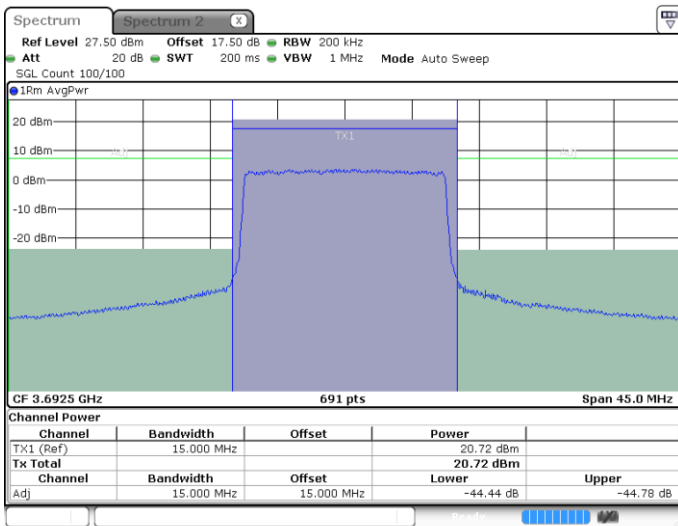 Spectrum Spectrum 2 X
Ref Level 27.50 dBm Offset 17.50 dB RBW 200 kHz
Att 20 dB SWT 200 ms VBW 1 MHz Mode Auto Sweep
SGL Count 100/100
1Rm AvgPwr
20 dBm
TX1
10 dBm Adj Adj
0 dBm
-10 dBm
-20 dBm
CF 3.6925 GHz 691 pts Span 45.0 MHz
Channel Power
Channel Bandwidth Offset Power
TX1 (Ref) 15.000 MHz 20.72 dBm
Tx Total 20.72 dBm
Channel Bandwidth Offset Lower Upper
Adj 15.000 MHz 15.000 MHz -44.44 dB -44.78 dB
Ready